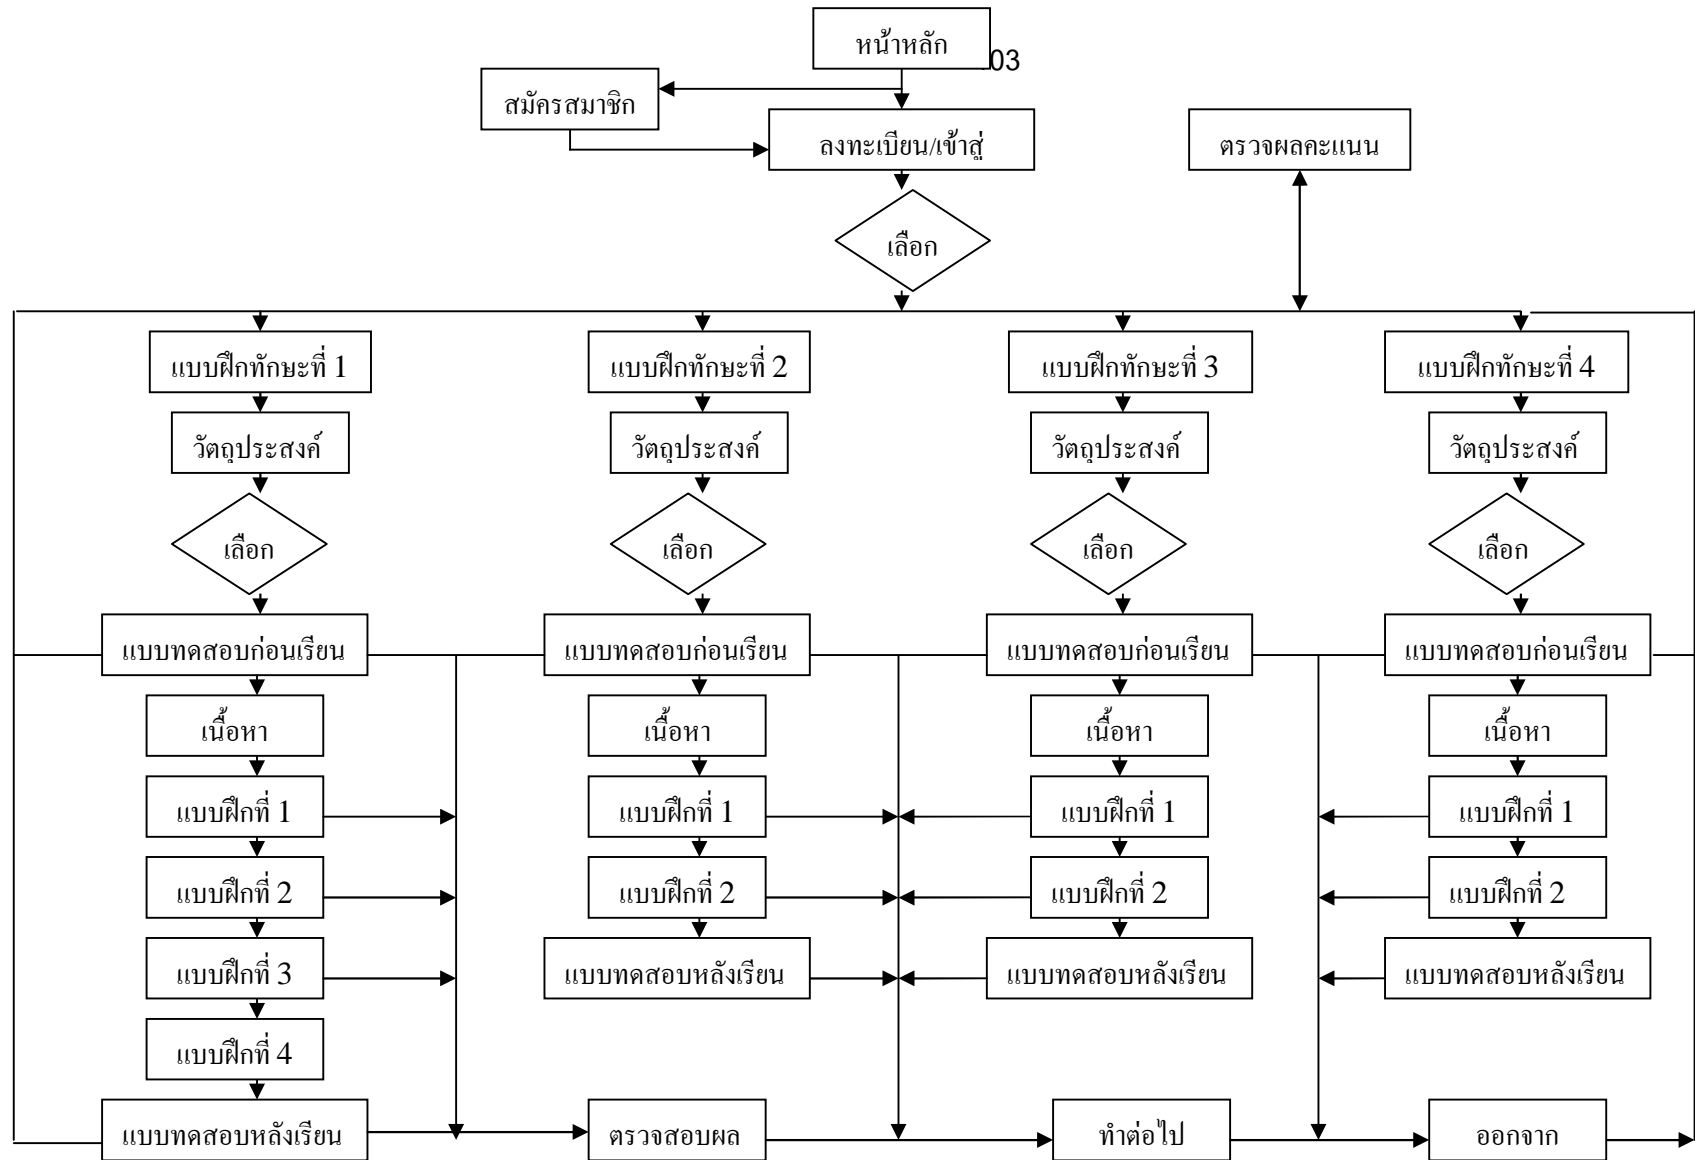 หน้าหลัก
03
สมัครสมาชิก
ลงทะเบียน/เข้าสู่
ตรวจผลคะแนน
เลือก
แบบฝึกทักษะที่ 1
แบบฝึกทักษะที่ 2
แบบฝึกทักษะที่ 3
แบบฝึกทักษะที่ 4
วัตถุประสงค์
วัตถุประสงค์
วัตถุประสงค์
วัตถุประสงค์
เลือก
เลือก
เลือก
เลือก
แบบทดสอบก่อนเรียน
แบบทดสอบก่อนเรียน
แบบทดสอบก่อนเรียน
แบบทดสอบก่อนเรียน
เนื้อหา
เนื้อหา
เนื้อหา
เนื้อหา
แบบฝึกที่ 1
แบบฝึกที่ 1
แบบฝึกที่ 1
แบบฝึกที่ 1
แบบฝึกที่ 2
แบบฝึกที่ 2
แบบฝึกที่ 2
แบบฝึกที่ 2
แบบฝึกที่ 3
แบบทดสอบหลังเรียน
แบบทดสอบหลังเรียน
แบบทดสอบหลังเรียน
แบบฝึกที่ 4
แบบทดสอบหลังเรียน
ตรวจสอบผล
ทำต่อไป
ออกจาก